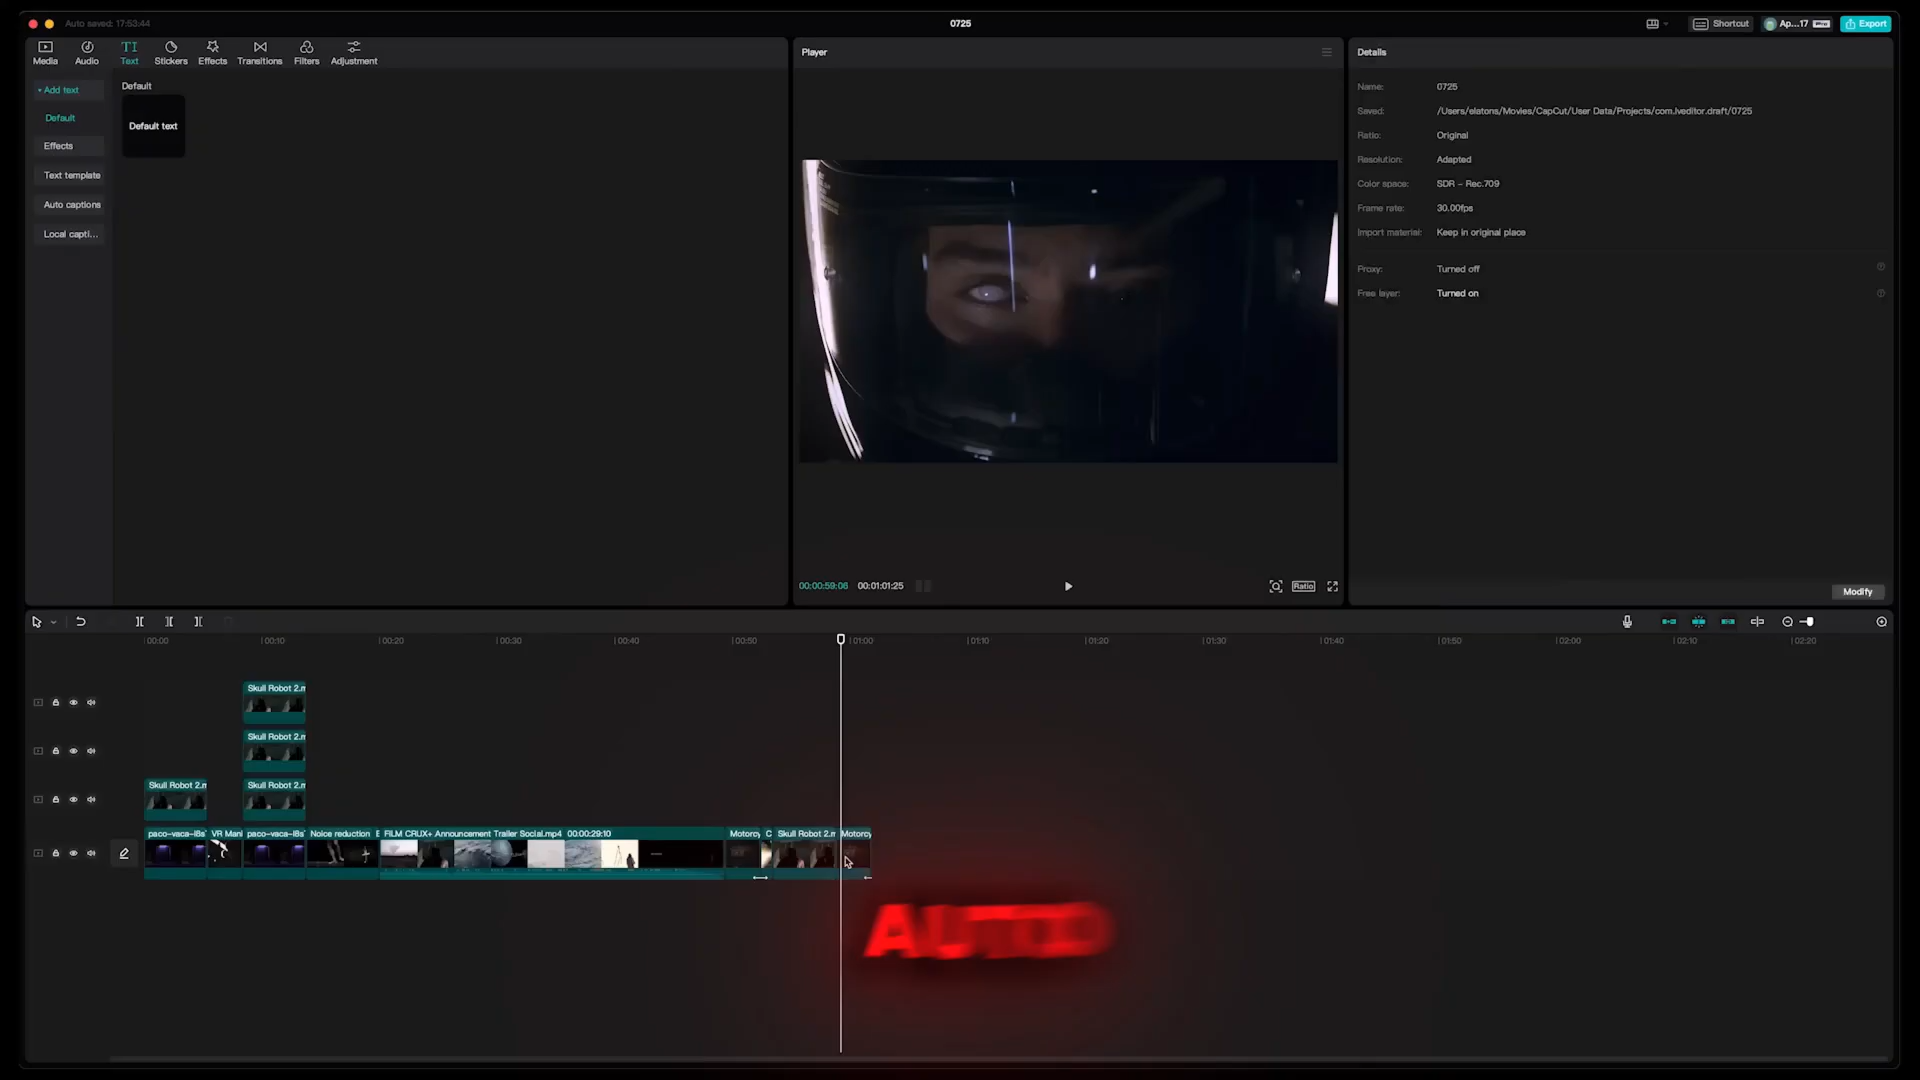 Auto saved: 17:53:44
0725
Shortcut
Ap...17
Pro
Export
Media
Audio
TI
Text
Stickers
Effects
Transitions
Filters
Adjustment
Player
Details
• Add text
Default
Effects
Text template
Auto captions
Local capti...
Default
Default text
Name: 0725
Saved: /Users/elatons/Movies/CapCut/User Data/Projects/com.lveditor.draft/0725
Ratio: Original
Resolution: Adapted
Color space: SDR – Rec.709
Frame rate: 30.00fps
Import material: Keep in original place
Proxy: Turned off
Free layer: Turned on
00:00:59:06 00:01:01:25
Ratio
Modify
00:00 00:10 00:20 00:30 00:40 00:50 01:00 01:10 01:20 01:30 01:40 01:50 02:00 02:10 02:20
Skull Robot 2.m
Skull Robot 2.m
Skull Robot 2.m Skull Robot 2.m
paco-vaca-l8s VR Mani paco-vaca-l8s Noice reduction E FILM CRUX+ Announcement Trailer Social.mp4 00:00:29:10 Motorcy C Skull Robot 2.m Motorcy
AUTO